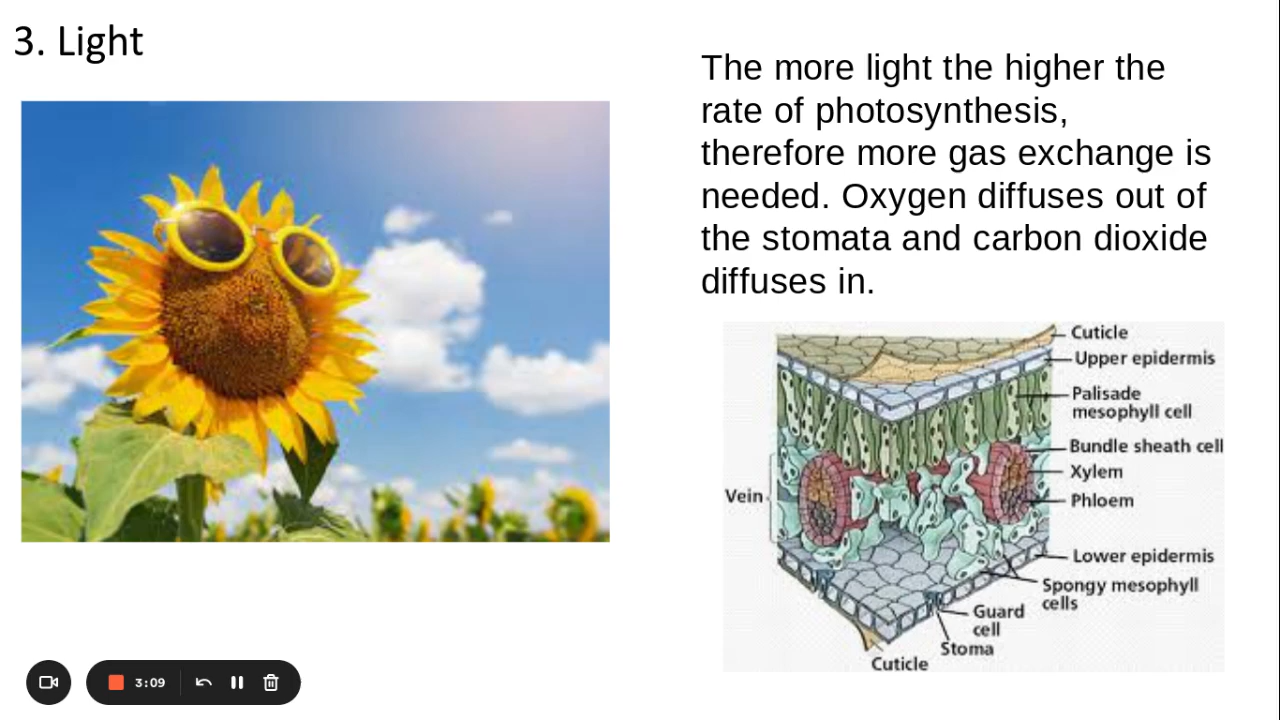 3. Light
The more light the higher the
rate of photosynthesis,
therefore more gas exchange is
needed. Oxygen diffuses out of
the stomata and carbon dioxide
diffuses in.
Cuticle
Upper epidermis
Palisade
mesophyll cell
Bundle sheath cell
Xylem
Vein
Phloem
Lower epidermis
Spongy mesophyll
cells
Guard
cell
Stoma
Cuticle
3:09